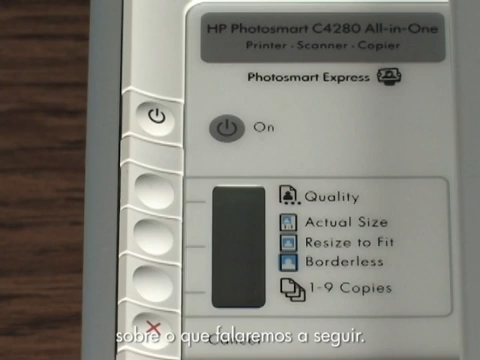 HP Photosmart C4280 All-in-One
Printer · Scanner · Copier
Photosmart Express
On
Quality
Actual Size
Resize to Fit
Borderless
1-9 Copies
Cancel
sobre o que falaremos a seguir.